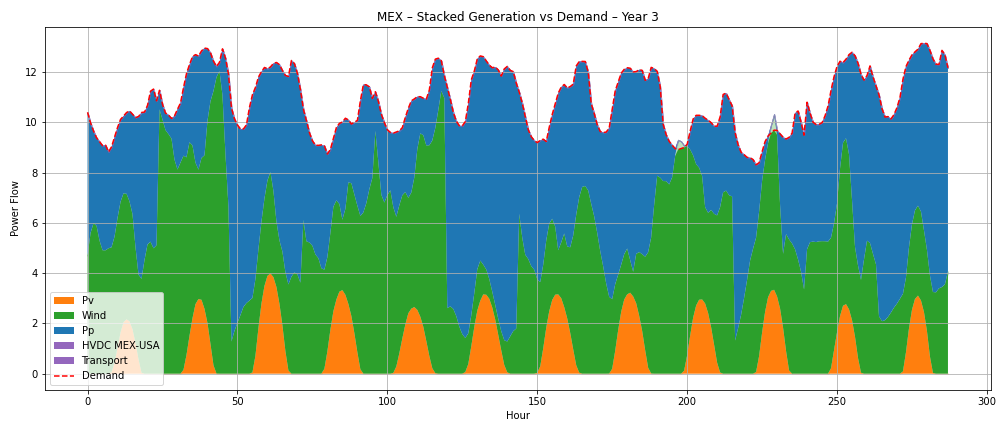 MEX – Stacked Generation vs Demand – Year 3
Power Flow
12
10
8
6
4
2
0
Pv
Wind
Pp
HVDC MEX-USA
Transport
Demand
0 50 100 150 200 250 300
Hour